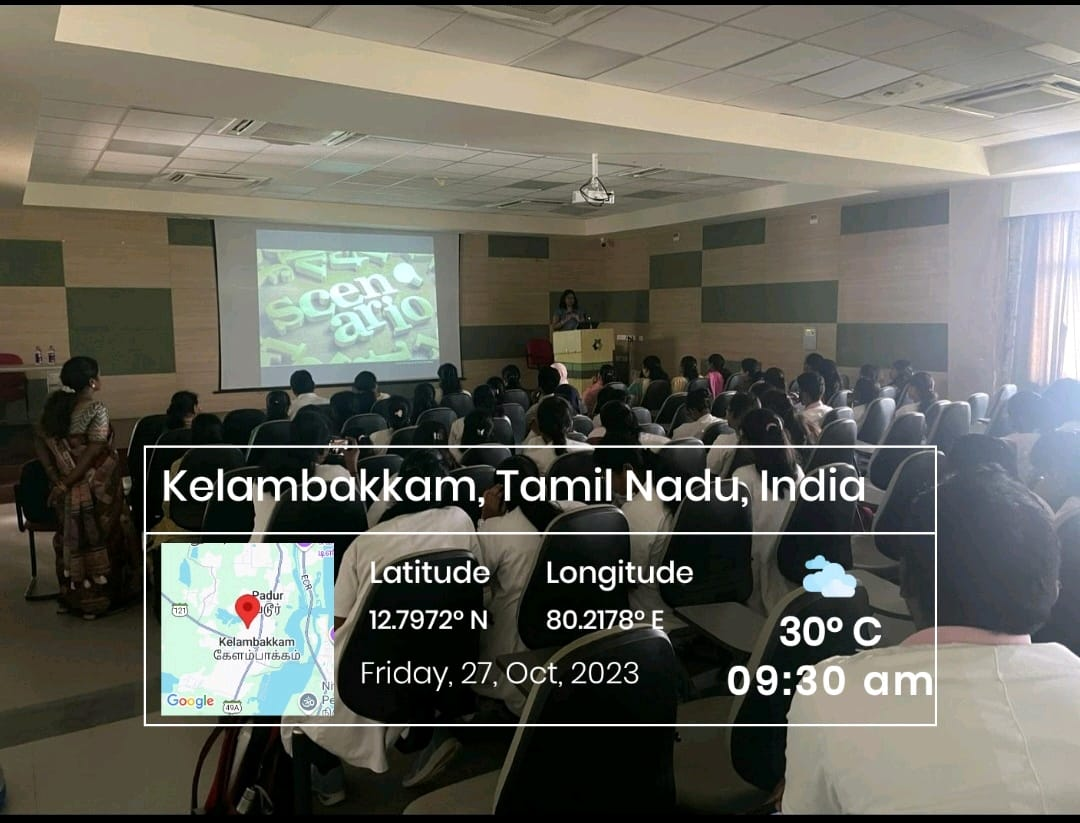 scen
ario
Kelambakkam, Tamil Nadu, India
Latitude
Longitude
12.7972° N
80.2178° E
Friday, 27, Oct, 2023
30° C
09:30 am
ECR
Padur
121
Kelambakkam
கேளம்பாக்கம்
Google
49A